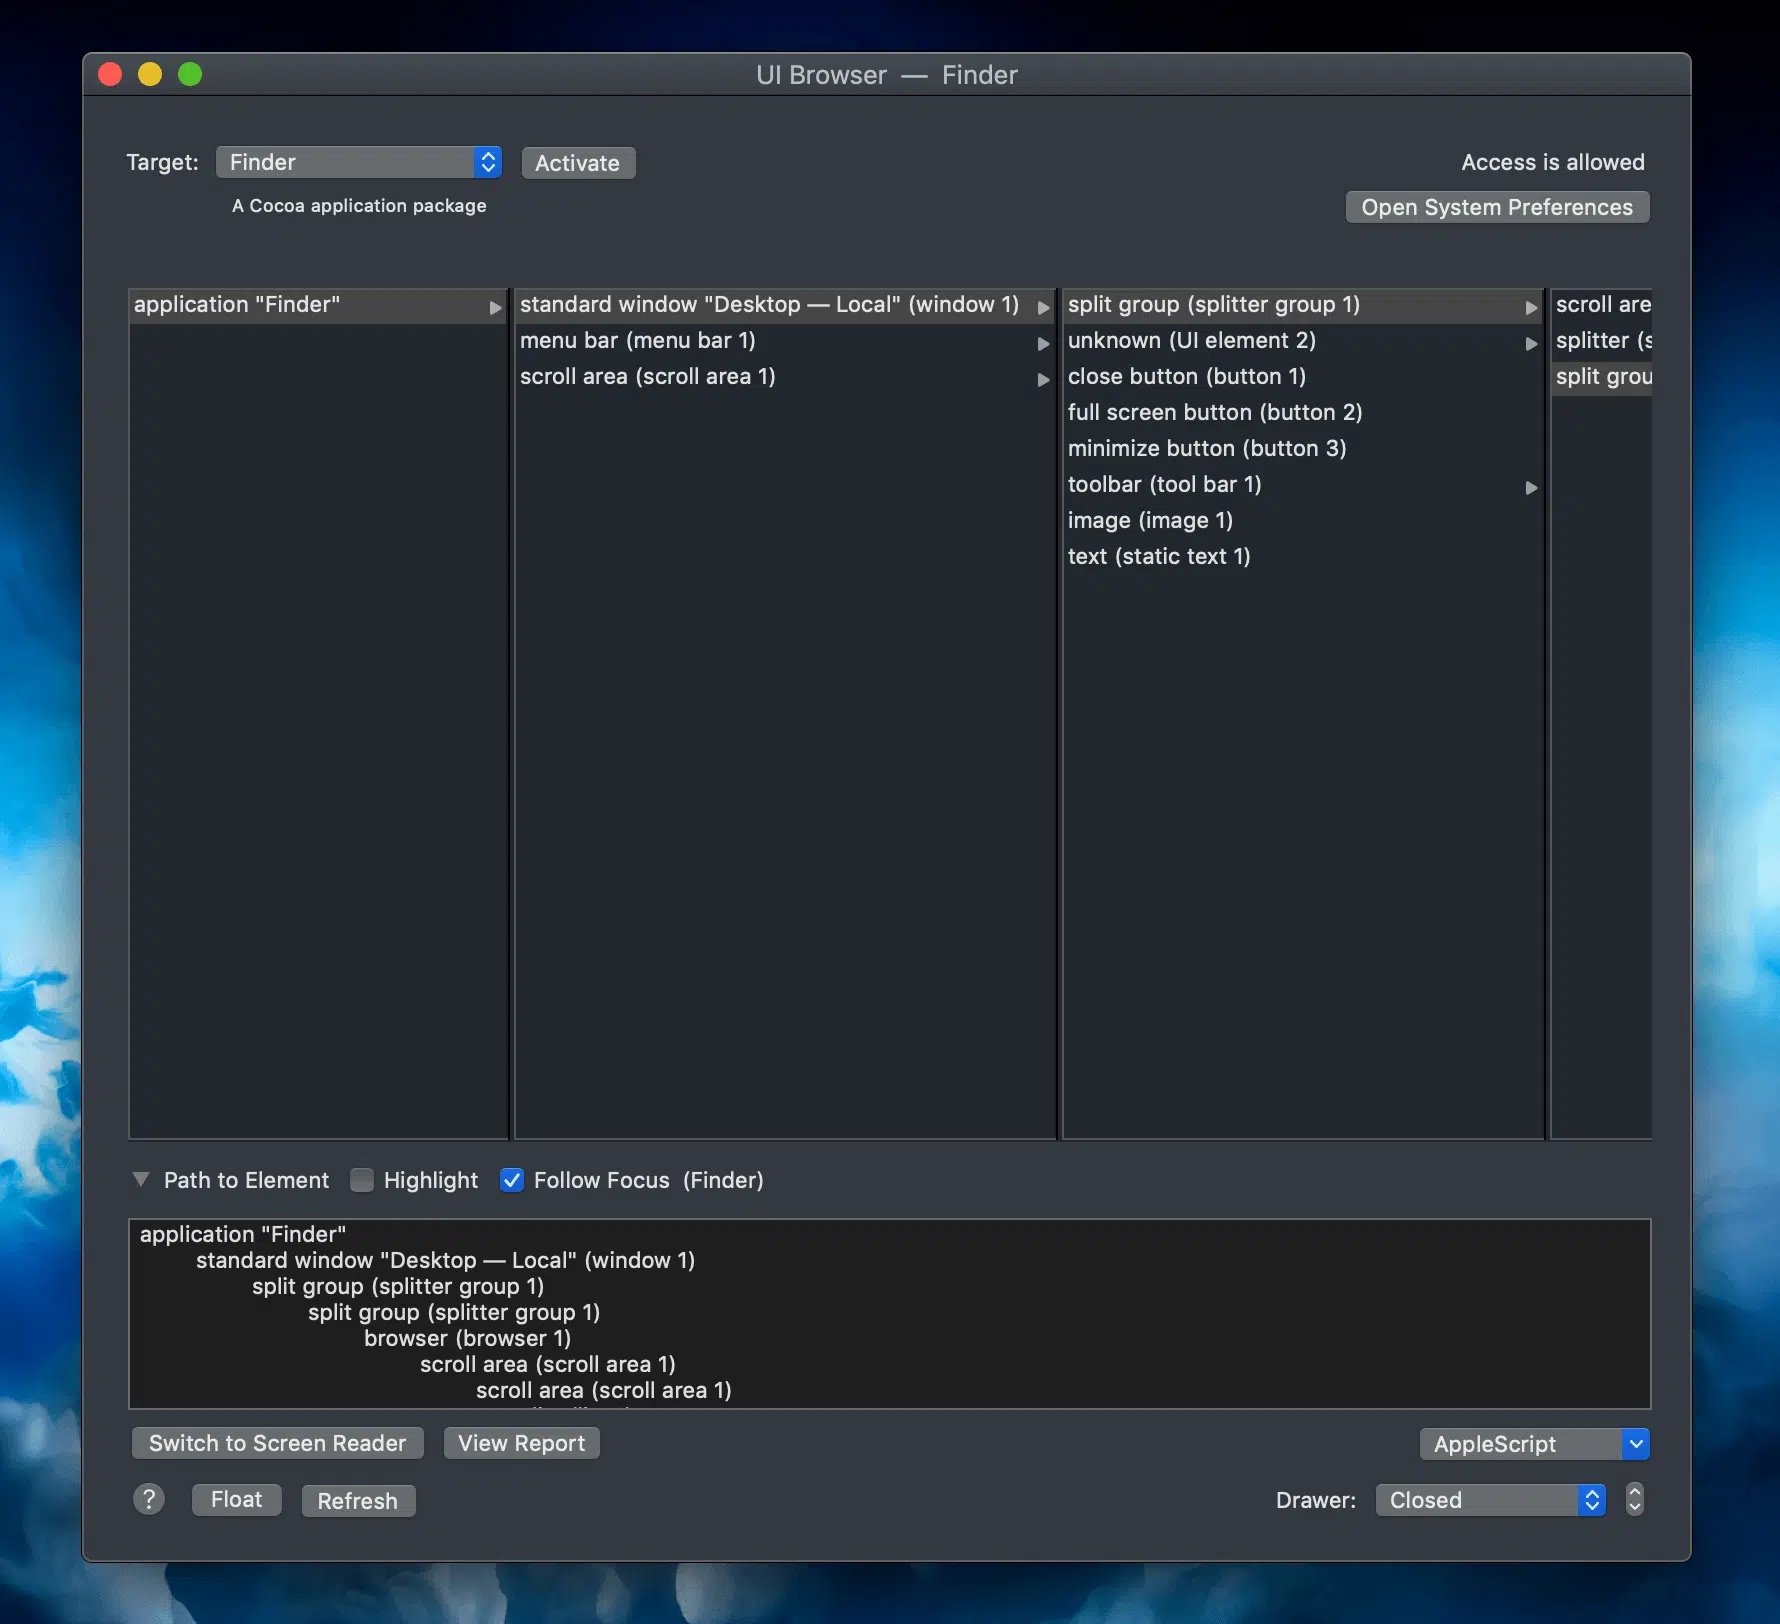 UI Browser — Finder
Target: Finder Activate
Access is allowed
A Cocoa application package
Open System Preferences
application "Finder"
standard window "Desktop — Local" (window 1)
menu bar (menu bar 1)
scroll area (scroll area 1)
split group (splitter group 1)
unknown (UI element 2)
close button (button 1)
full screen button (button 2)
minimize button (button 3)
toolbar (tool bar 1)
image (image 1)
text (static text 1)
scroll are
splitter (s
split grou
Path to Element Highlight Follow Focus (Finder)
application "Finder"
standard window "Desktop — Local" (window 1)
split group (splitter group 1)
split group (splitter group 1)
browser (browser 1)
scroll area (scroll area 1)
scroll area (scroll area 1)
Switch to Screen Reader View Report
AppleScript
? Float Refresh
Drawer: Closed